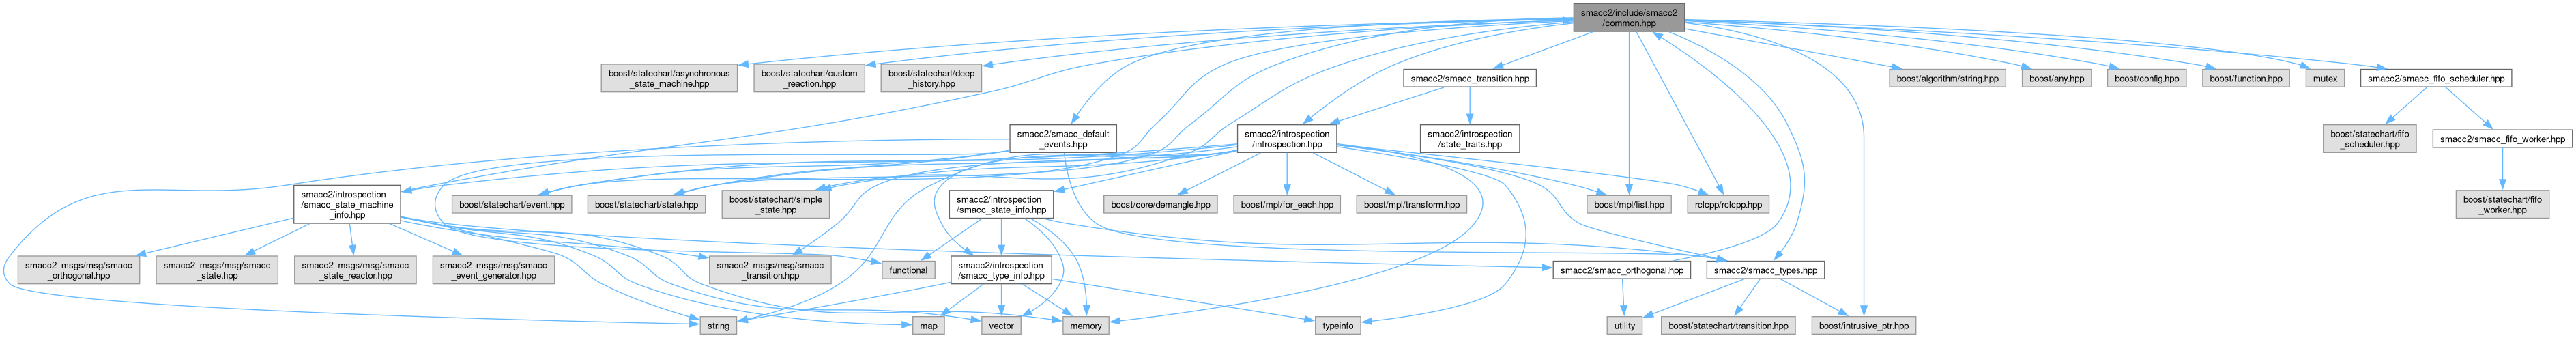 smacc2/include/smacc2
/common.hpp
boost/statechart/asynchronous
_state_machine.hpp
boost/statechart/custom
_reaction.hpp
boost/statechart/deep
_history.hpp
smacc2/smacc_transition.hpp
boost/algorithm/string.hpp
boost/any.hpp
boost/config.hpp
boost/function.hpp
mutex
smacc2/smacc_fifo_scheduler.hpp
smacc2/smacc_default
_events.hpp
smacc2/introspection
/introspection.hpp
smacc2/introspection
/state_traits.hpp
boost/statechart/fifo
_scheduler.hpp
smacc2/smacc_fifo_worker.hpp
smacc2/introspection
/smacc_state_machine
_info.hpp
boost/statechart/event.hpp
boost/statechart/state.hpp
boost/statechart/simple
_state.hpp
smacc2/introspection
/smacc_state_info.hpp
boost/core/demangle.hpp
boost/mpl/for_each.hpp
boost/mpl/transform.hpp
boost/mpl/list.hpp
rclcpp/rclcpp.hpp
boost/statechart/fifo
_worker.hpp
smacc2_msgs/msg/smacc
_orthogonal.hpp
smacc2_msgs/msg/smacc
_state.hpp
smacc2_msgs/msg/smacc
_state_reactor.hpp
smacc2_msgs/msg/smacc
_event_generator.hpp
smacc2_msgs/msg/smacc
_transition.hpp
functional
smacc2/introspection
/smacc_type_info.hpp
smacc2/smacc_orthogonal.hpp
smacc2/smacc_types.hpp
string
map
vector
memory
typeinfo
utility
boost/statechart/transition.hpp
boost/intrusive_ptr.hpp